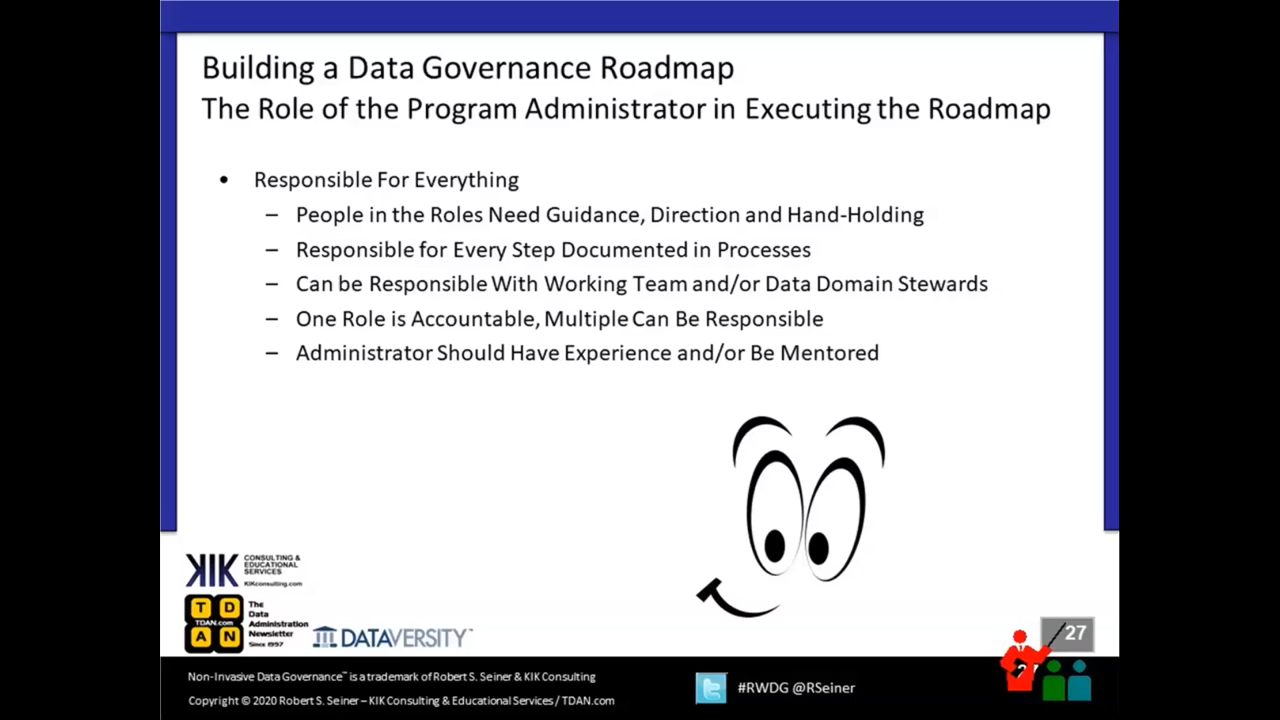 Building a Data Governance Roadmap
The Role of the Program Administrator in Executing the Roadmap
• Responsible For Everything
– People in the Roles Need Guidance, Direction and Hand-Holding
– Responsible for Every Step Documented in Processes
– Can be Responsible With Working Team and/or Data Domain Stewards
– One Role is Accountable, Multiple Can Be Responsible
– Administrator Should Have Experience and/or Be Mentored
KIK CONSULTING &
EDUCATIONAL
SERVICES
KIKconsulting.com
T D
TDAN.com
A N
The
Data
Administration
Newsletter
Since 1997
DATAVERSITY™
27
Non-Invasive Data Governance™ is a trademark of Robert S. Seiner & KIK Consulting
Copyright © 2020 Robert S. Seiner – KIK Consulting & Educational Services / TDAN.com
#RWDG @RSeiner